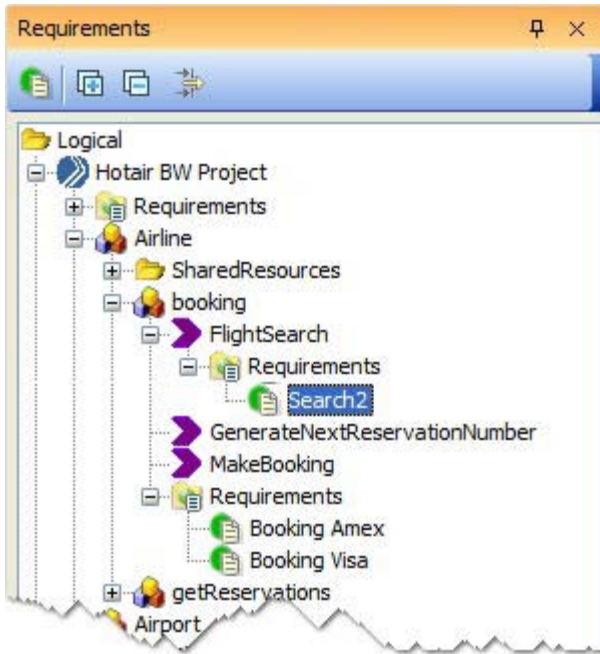 Requirements
Logical
Hotair BW Project
Requirements
Airline
SharedResources
booking
FlightSearch
Requirements
Search2
GenerateNextReservationNumber
MakeBooking
Requirements
Booking Amex
Booking Visa
getReservations
Airport